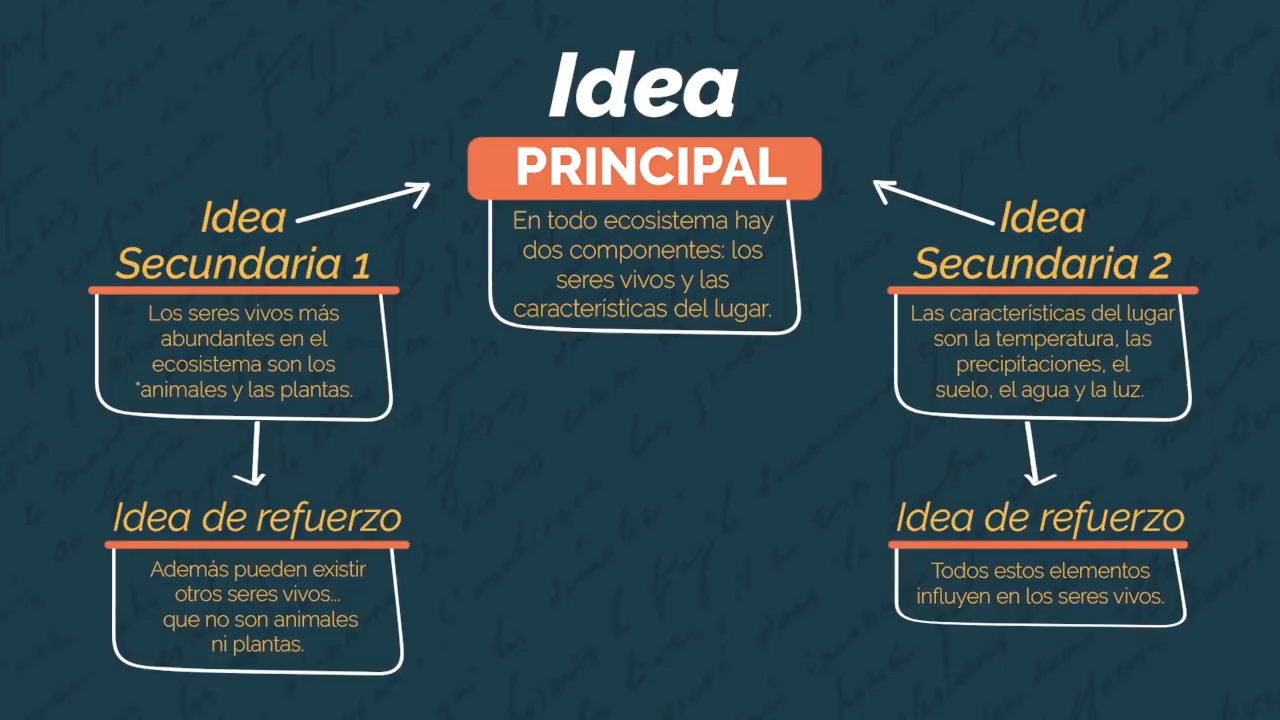 Idea
PRINCIPAL
En todo ecosistema hay
dos componentes: los
seres vivos y las
características del lugar.
Idea
Secundaria 1
Los seres vivos más
abundantes en el
ecosistema son los
*animales y las plantas.
Idea de refuerzo
Además pueden existir
otros seres vivos...
que no son animales
ni plantas.
Idea
Secundaria 2
Las características del lugar
son la temperatura, las
precipitaciones, el
suelo, el agua y la luz.
Idea de refuerzo
Todos estos elementos
influyen en los seres vivos.